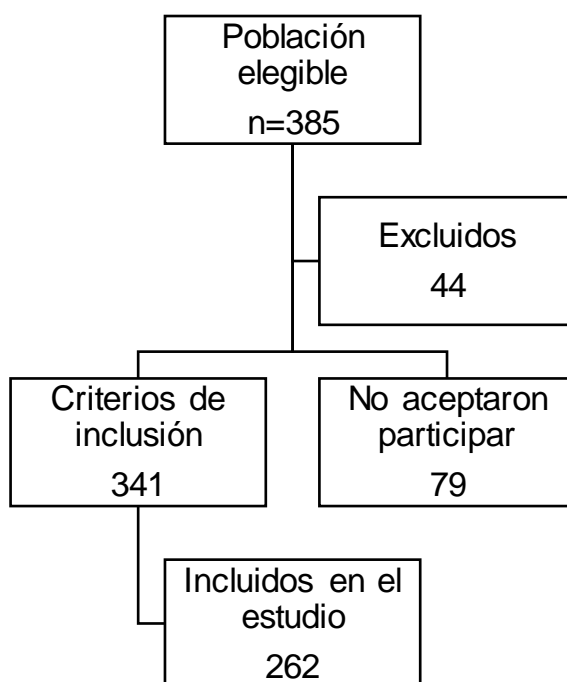 Población
elegible
n=385
Excluidos
44
Criterios de
inclusión
341
No aceptaron
participar
79
Incluidos en el
estudio
262